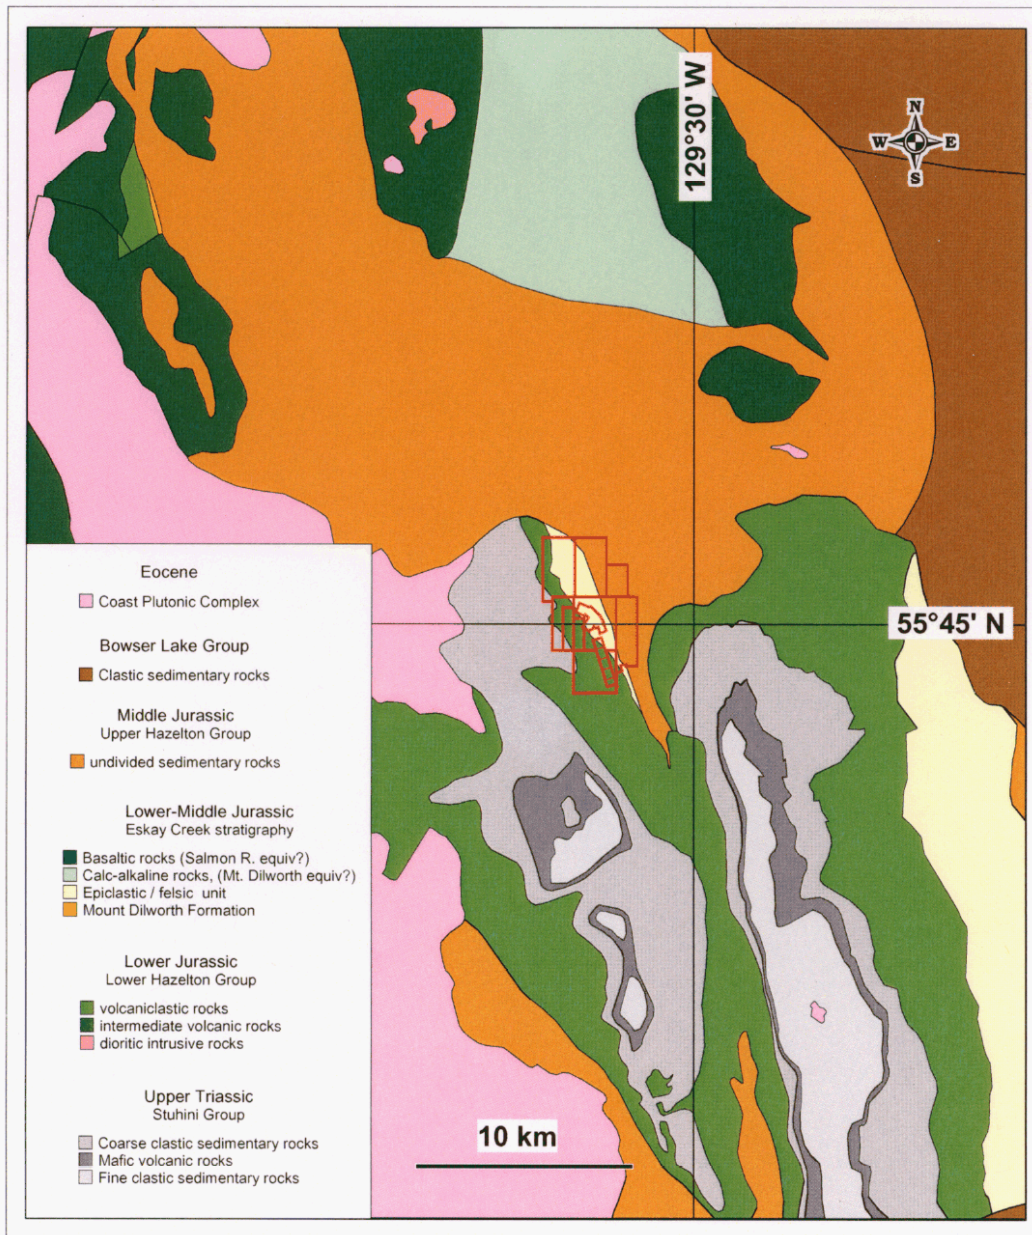 N
W E
S
129°30' W
55°45' N
Eocene
Coast Plutonic Complex
Bowser Lake Group
Clastic sedimentary rocks
Middle Jurassic
Upper Hazelton Group
undivided sedimentary rocks
Lower-Middle Jurassic
Eskay Creek stratigraphy
Basaltic rocks (Salmon R. equiv?)
Calc-alkaline rocks, (Mt. Dilworth equiv?)
Epiclastic / felsic unit
Mount Dilworth Formation
Lower Jurassic
Lower Hazelton Group
volcaniclastic rocks
intermediate volcanic rocks
dioritic intrusive rocks
Upper Triassic
Stuhini Group
Coarse clastic sedimentary rocks
Mafic volcanic rocks
Fine clastic sedimentary rocks
10 km